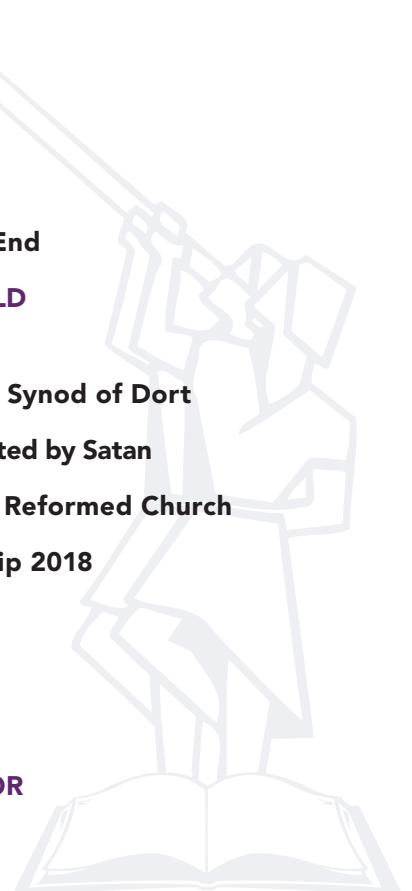 End
LD
Synod of Dort
ted by Satan
Reformed Church
ip 2018
OR